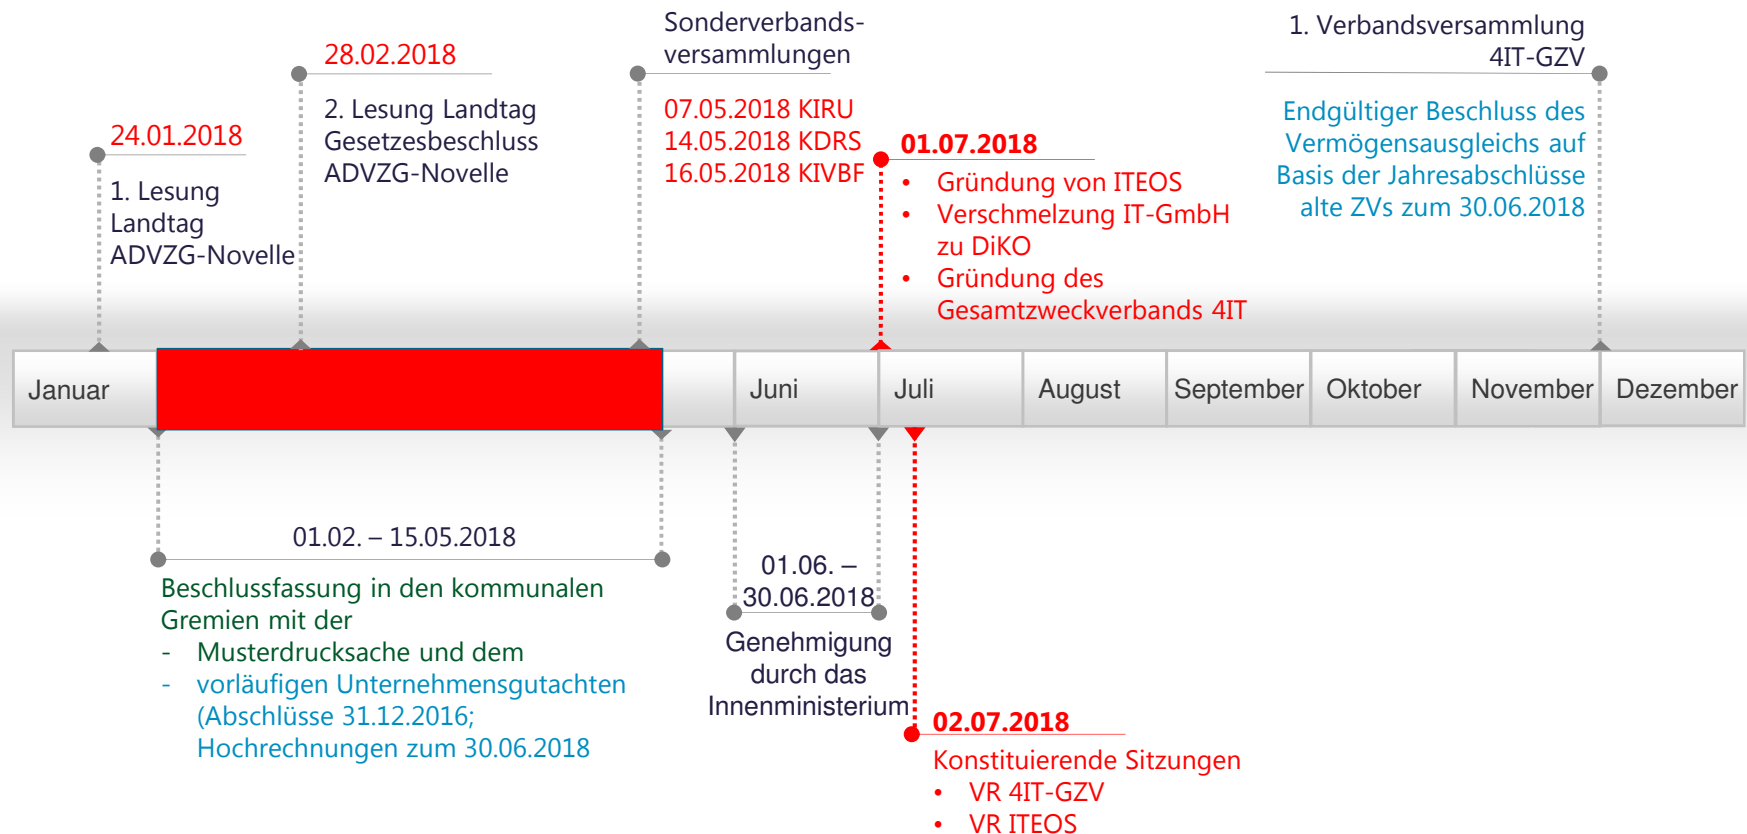 24.01.2018
1. Lesung
Landtag
ADVZG-Novelle
28.02.2018
2. Lesung Landtag
Gesetzesbeschluss
ADVZG-Novelle
Sonderverbands-
versammlungen
07.05.2018 KIRU
14.05.2018 KDRS
16.05.2018 KIVBF
01.07.2018
• Gründung von ITEOS
• Verschmelzung IT-GmbH
zu DiKO
• Gründung des
Gesamtzweckverbands 4IT
1. Verbandsversammlung
4IT-GZV
Endgültiger Beschluss des
Vermögensausgleichs auf
Basis der Jahresabschlüsse
alte ZVs zum 30.06.2018
Januar
Juni
Juli
August
September
Oktober
November
Dezember
01.02. – 15.05.2018
Beschlussfassung in den kommunalen
Gremien mit der
- Musterdrucksache und dem
- vorläufigen Unternehmensgutachten
(Abschlüsse 31.12.2016;
Hochrechnungen zum 30.06.2018
01.06. –
30.06.2018
Genehmigung
durch das
Innenministerium
02.07.2018
Konstituierende Sitzungen
• VR 4IT-GZV
• VR ITEOS